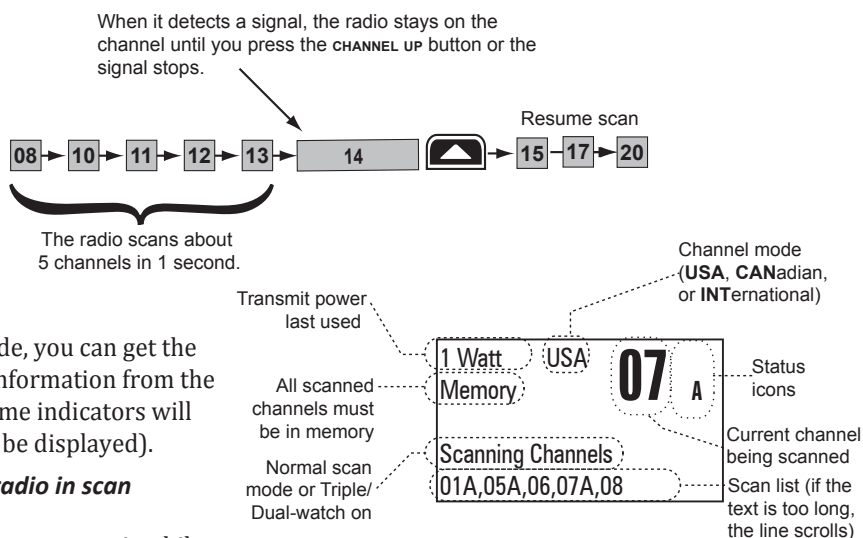 When it detects a signal, the radio stays on the
channel until you press the CHANNEL UP button or the
signal stops.
Resume scan
08 10 11 12 13 14 15 17 20
The radio scans about
5 channels in 1 second.
Channel mode
(USA, CANadian,
or INTernational)
Transmit power
last used
de, you can get the
nformation from the
me indicators will
be displayed).
adio in scan
All scanned
channels must
be in memory
Normal scan
mode or Triple/
Dual-watch on
1 Watt USA 07 A
Memory
Scanning Channels
01A,05A,06,07A,08
Status
icons
Current channel
being scanned
Scan list (if the
text is too long,
the line scrolls)